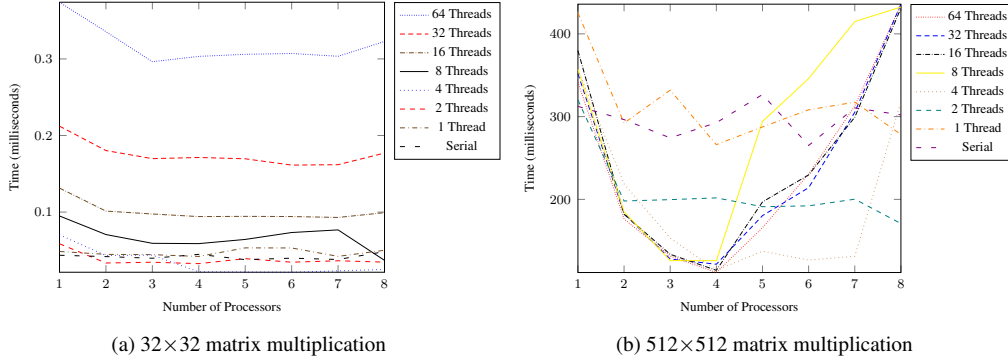 64 Threads
32 Threads
16 Threads
8 Threads
4 Threads
2 Threads
1 Thread
Serial
0.3
0.2
0.1
Time (milliseconds)
1 2 3 4 5 6 7 8
Number of Processors
(a) 32×32 matrix multiplication
64 Threads
32 Threads
16 Threads
8 Threads
4 Threads
2 Threads
1 Thread
Serial
400
300
200
Time (milliseconds)
1 2 3 4 5 6 7 8
Number of Processors
(b) 512×512 matrix multiplication